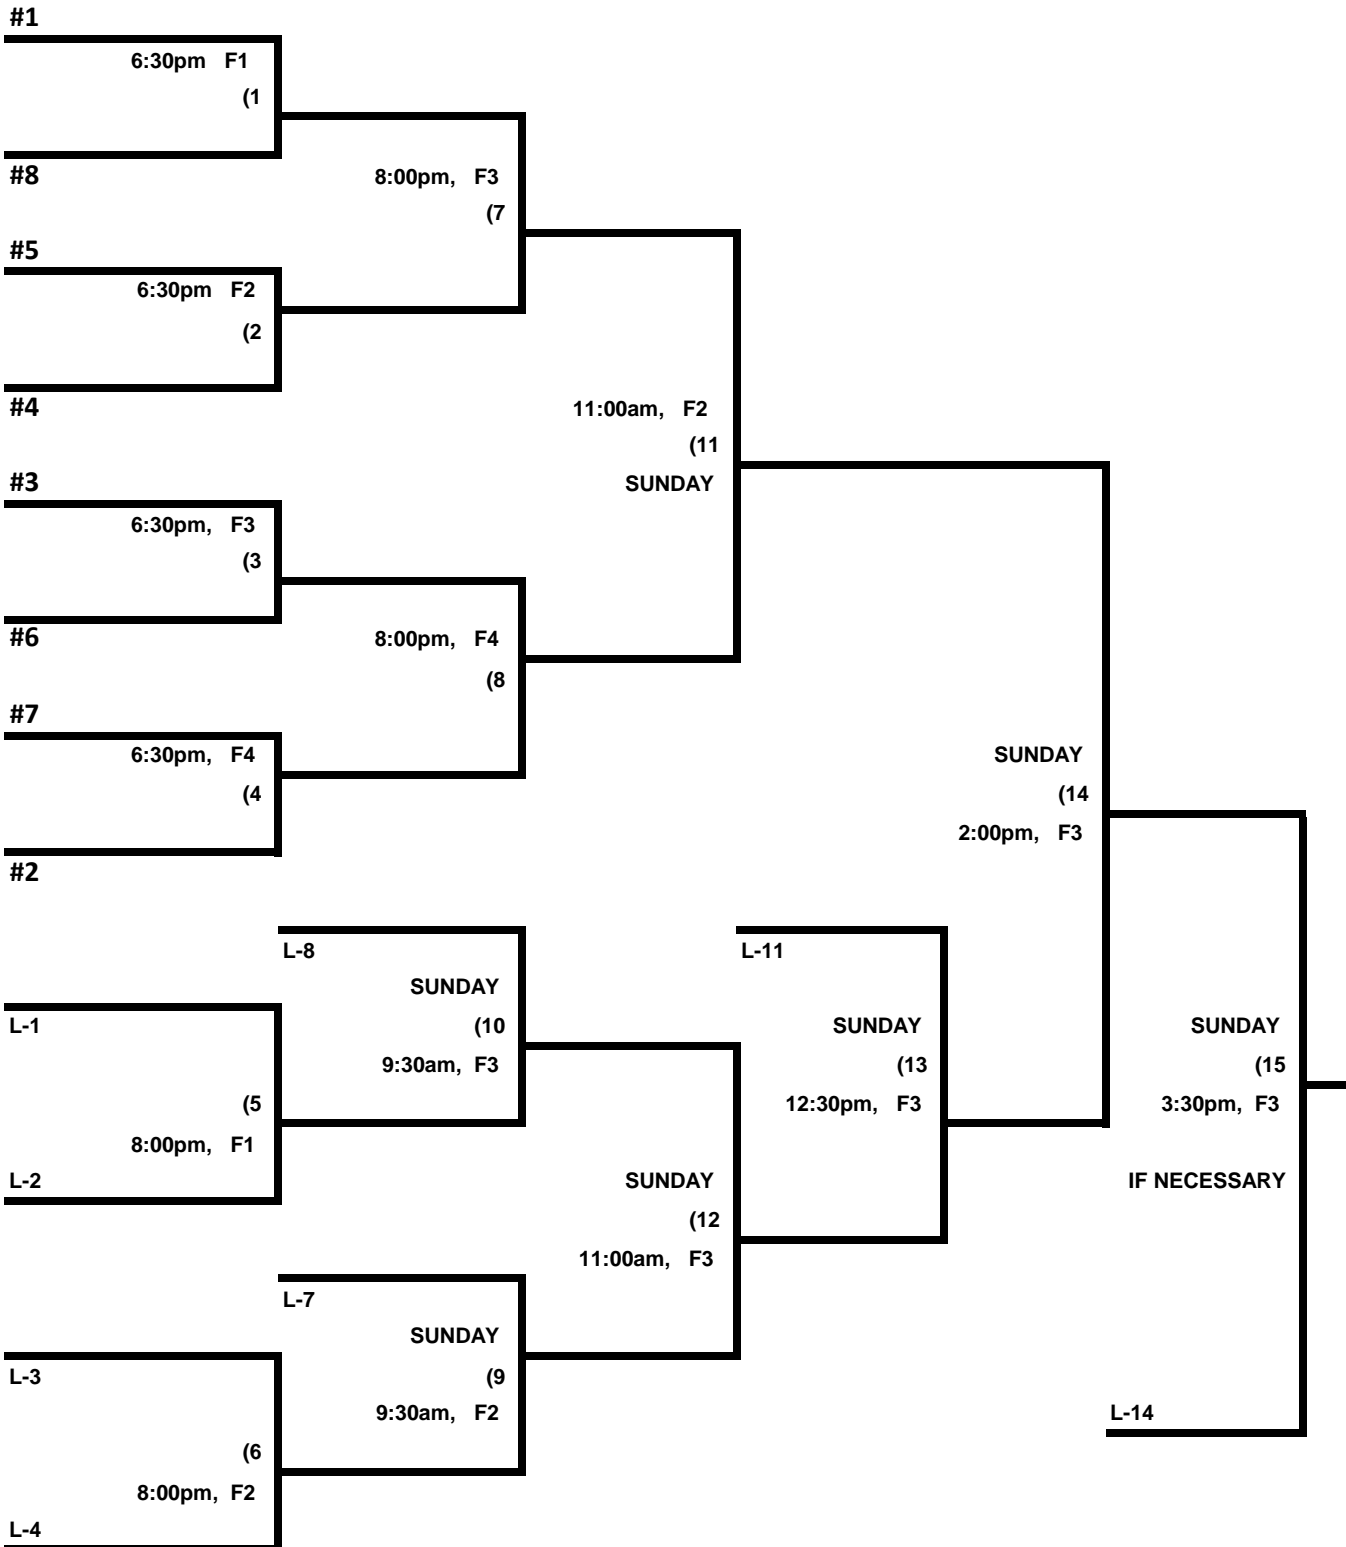 #1
6:30pm F1
(1
#8
8:00pm, F3
(7
#5
6:30pm F2
(2
#4
11:00am, F2
(11
SUNDAY
#3
6:30pm, F3
(3
#6
8:00pm, F4
(8
#7
6:30pm, F4
(4
#2
SUNDAY
(14
2:00pm, F3
L-8
SUNDAY
(10
9:30am, F3
L-11
SUNDAY
(13
12:30pm, F3
SUNDAY
(15
3:30pm, F3
IF NECESSARY
L-1
(5
8:00pm, F1
L-2
SUNDAY
(12
11:00am, F3
L-7
SUNDAY
(9
9:30am, F2
L-3
(6
8:00pm, F2
L-4
L-14